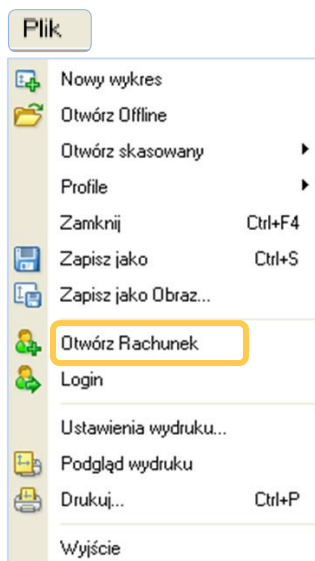 Plik
Nowy wykres
Otwórz Offline
Otwórz skasowany
Profile
Zamknij Ctrl+F4
Zapisz jako Ctrl+S
Zapisz jako Obraz...
Otwórz Rachunek
Login
Ustawienia wydruku...
Podgląd wydruku
Drukuj... Ctrl+P
Wyjście